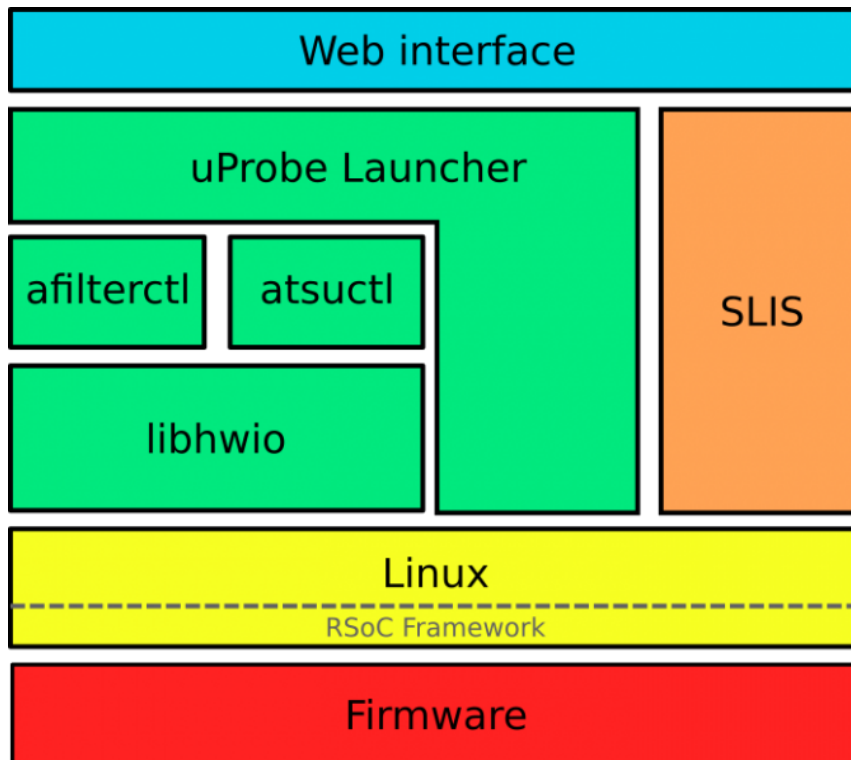 Web interface
uProbe Launcher
afilterctl
atsuctl
SLIS
libhwio
Linux
RSoC Framework
Firmware